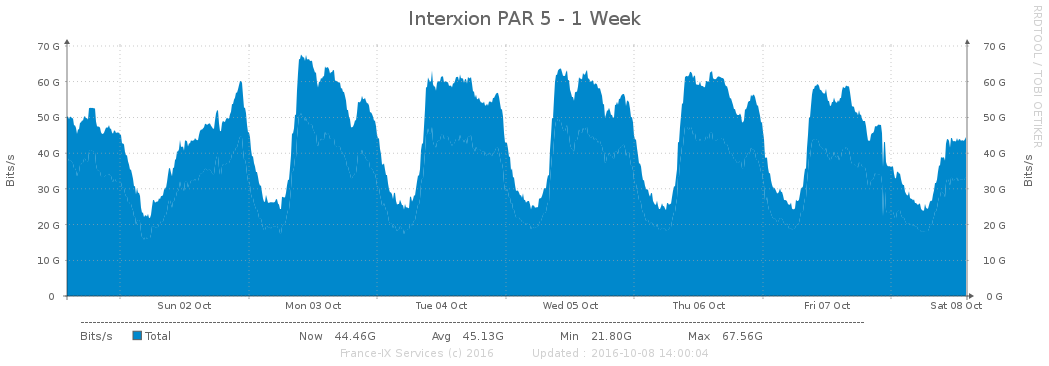 Interxion PAR 5 - 1 Week
RRDTOOL / TOBI OETIKER
70 G 70 G
60 G 60 G
50 G 50 G
40 G 40 G
30 G 30 G
20 G 20 G
10 G 10 G
0 0 G
Bits/s Bits/s
Sun 02 Oct Mon 03 Oct Tue 04 Oct Wed 05 Oct Thu 06 Oct Fri 07 Oct Sat 08 Oct
Bits/s Total Now 44.46G Avg 45.13G Min 21.80G Max 67.56G
France-IX Services (c) 2016 Updated : 2016-10-08 14:00:04